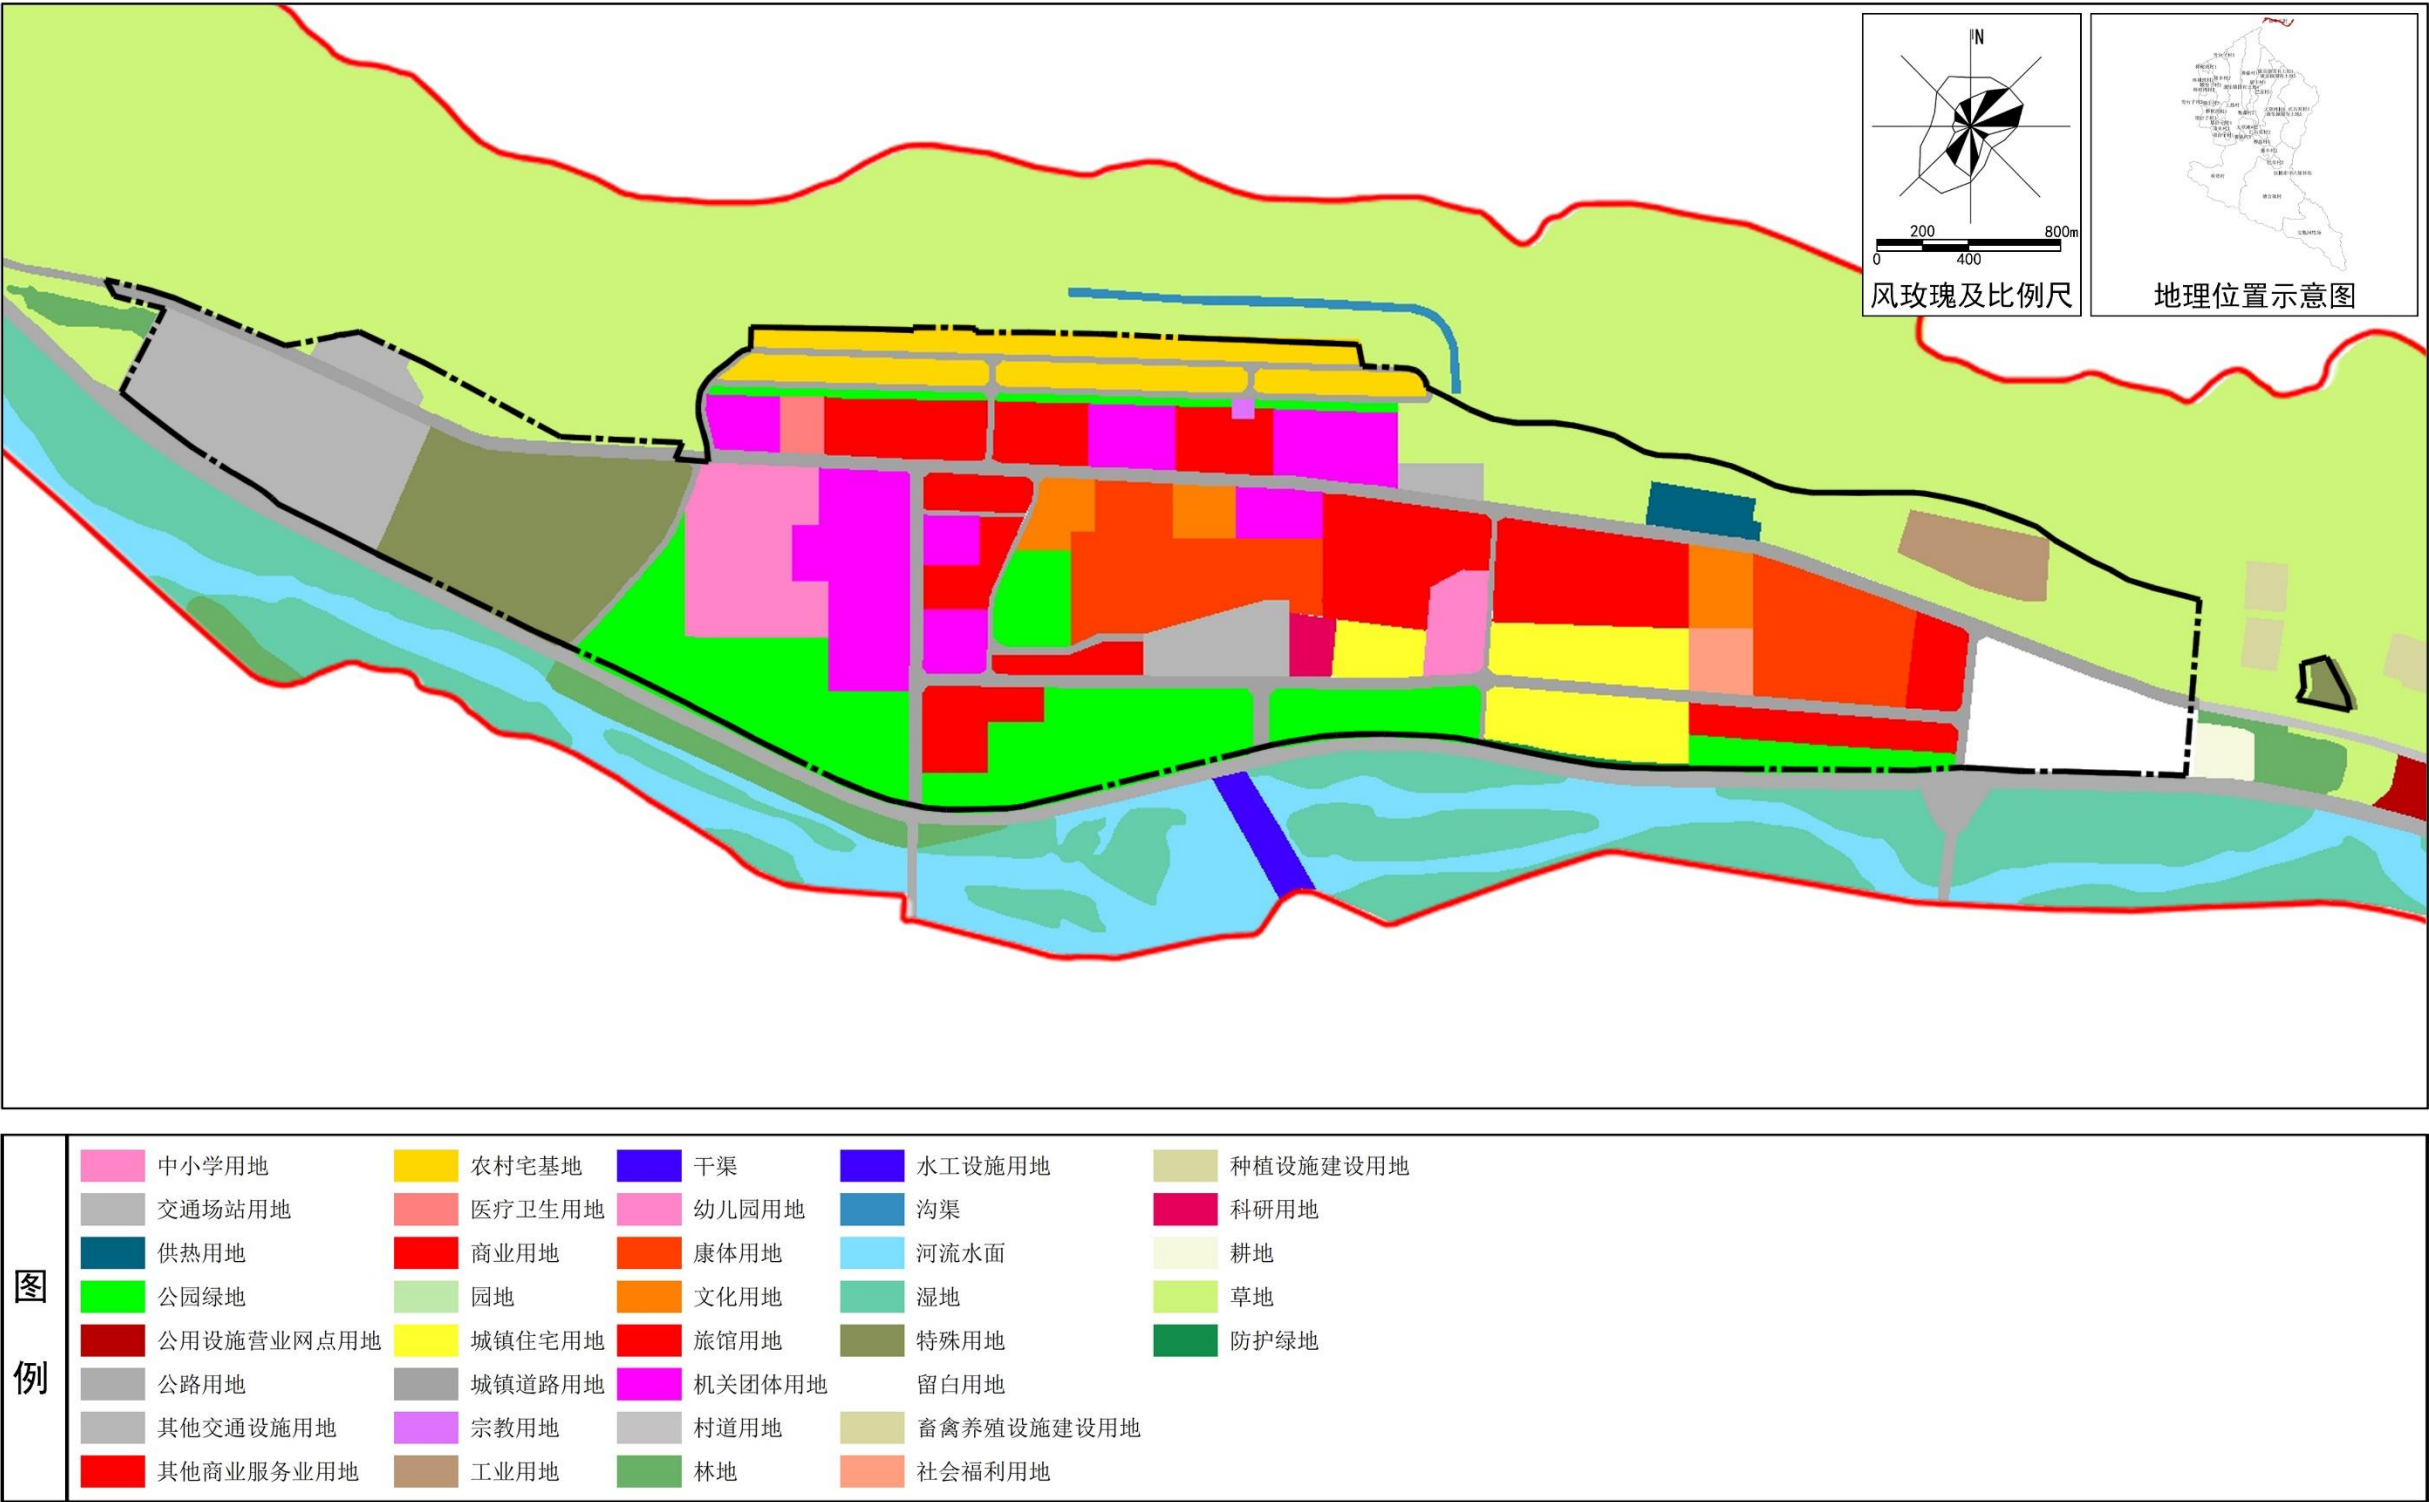 N
200 800m
0 400
风玫瑰及比例尺
地理位置示意图
图例
中小学用地 农村宅基地 干渠 水工设施用地 种植设施建设用地
交通场站用地 医疗卫生用地 幼儿园用地 沟渠 科研用地
供热用地 商业用地 康体用地 河流水面 耕地
公园绿地 园地 文化用地 湿地 草地
公用设施营业网点用地 城镇住宅用地 旅馆用地 特殊用地 防护绿地
公路用地 城镇道路用地 机关团体用地 留白用地
其他交通设施用地 宗教用地 村道用地 畜禽养殖设施建设用地
其他商业服务业用地 工业用地 林地 社会福利用地